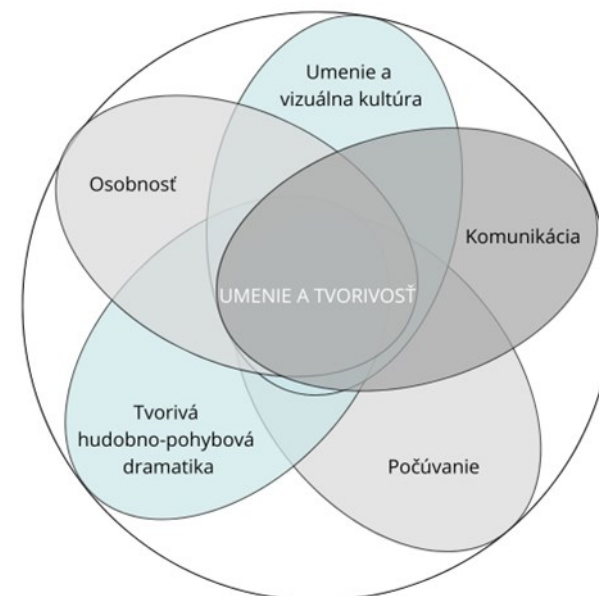 Umenie a
vizuálna kultúra
Osobnosť
Komunikácia
UMENIE A TVORIVOSŤ
Tvorivá
hudobno-pohybová
dramatika
Počúvanie